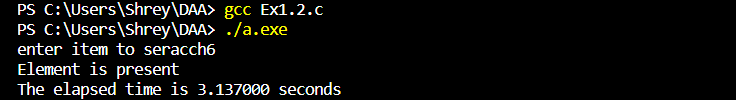 PS C:\Users\Shrey\DAA> gcc Ex1.2.c
PS C:\Users\Shrey\DAA> ./a.exe
enter item to seracch6
Element is present
The elapsed time is 3.137000 seconds